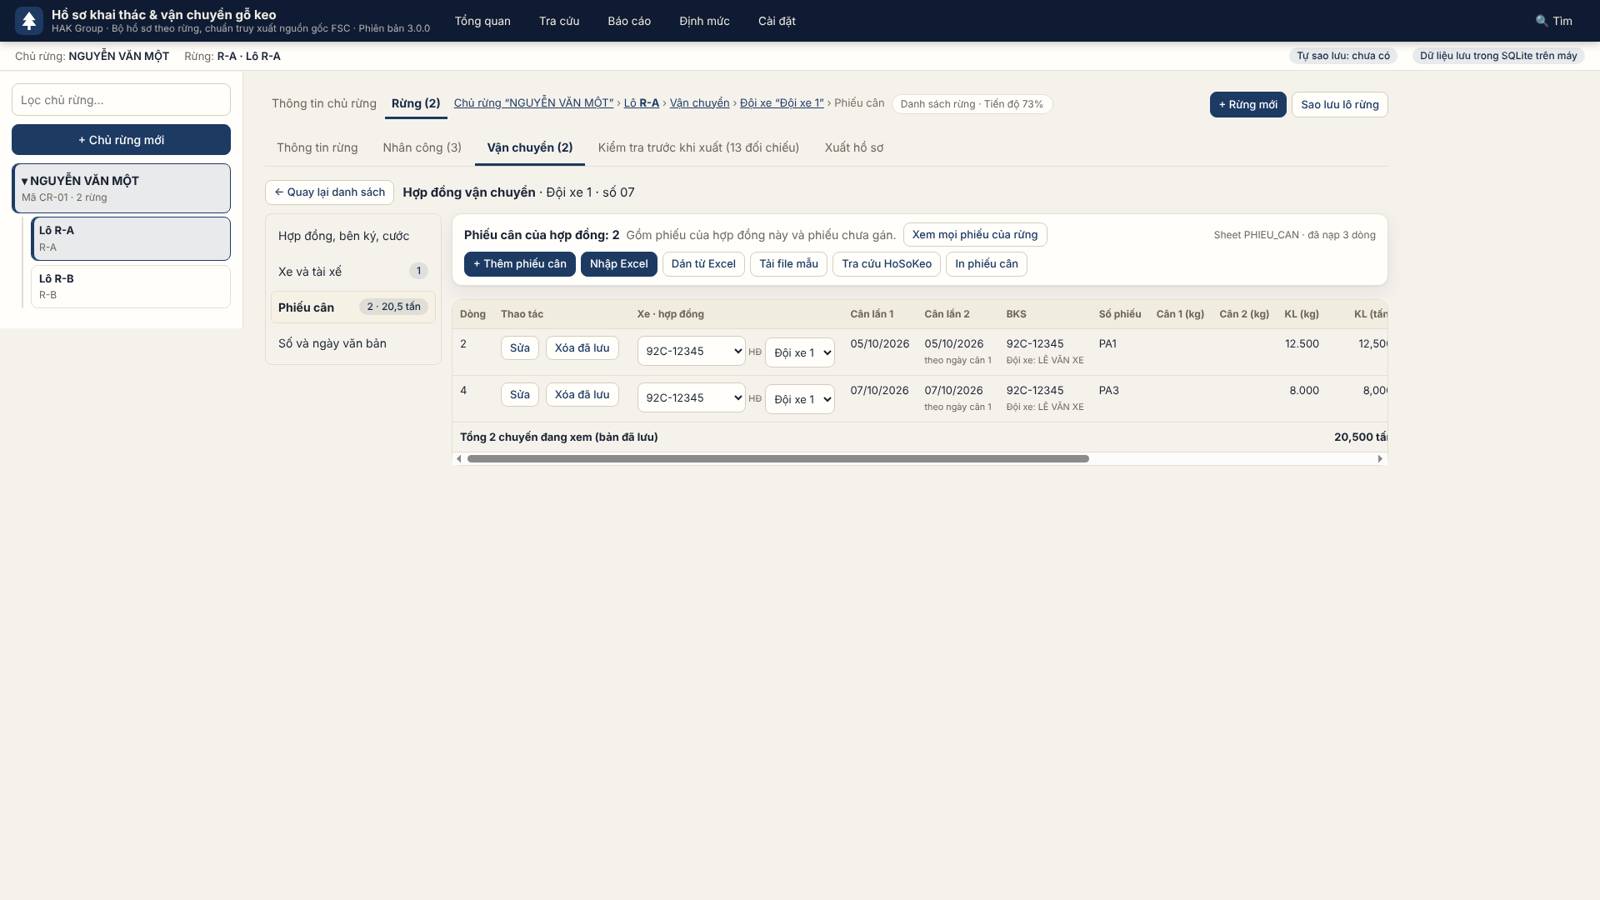 Hồ sơ khai thác & vận chuyển gỗ keo
HAK Group · Bộ hồ sơ theo rừng, chuẩn truy xuất nguồn gốc FSC · Phiên bản 3.0.0
Tổng quan Tra cứu Báo cáo Định mức Cài đặt
Tìm
Chủ rừng: NGUYỄN VĂN MỘT Rừng: R-A · Lô R-A
Tự sao lưu: chưa có Dữ liệu lưu trong SQLite trên máy
Lọc chủ rừng...
+ Chủ rừng mới
▾ NGUYỄN VĂN MỘT
Mã CR-01 · 2 rừng
Lô R-A
R-A
Lô R-B
R-B
Thông tin chủ rừng Rừng (2) Chủ rừng “NGUYỄN VĂN MỘT” › Lô R-A › Vận chuyển › Đội xe “Đội xe 1” › Phiếu cân Danh sách rừng · Tiến độ 73%
+ Rừng mới Sao lưu lô rừng
Thông tin rừng Nhân công (3) Vận chuyển (2) Kiểm tra trước khi xuất (13 đối chiếu) Xuất hồ sơ
← Quay lại danh sách Hợp đồng vận chuyển · Đội xe 1 · số 07
Hợp đồng, bên ký, cước
Xe và tài xế 1
Phiếu cân 2 · 20,5 tấn
Số và ngày văn bản
Phiếu cân của hợp đồng: 2 Gồm phiếu của hợp đồng này và phiếu chưa gán. Xem mọi phiếu của rừng Sheet PHIEU_CAN · đã nạp 3 dòng
+ Thêm phiếu cân Nhập Excel Dán từ Excel Tải file mẫu Tra cứu HoSoKeo In phiếu cân
Dòng Thao tác Xe · hợp đồng Cân lần 1 Cân lần 2 BKS Số phiếu Cân 1 (kg) Cân 2 (kg) KL (kg) KL (tấn
2 Sửa Xóa đã lưu 92C-12345 HĐ Đội xe 1 05/10/2026 05/10/2026 92C-12345 PA1 12.500 12,500
theo ngày cân 1 Đội xe: LÊ VĂN XE
4 Sửa Xóa đã lưu 92C-12345 HĐ Đội xe 1 07/10/2026 07/10/2026 92C-12345 PA3 8.000 8,000
theo ngày cân 1 Đội xe: LÊ VĂN XE
Tổng 2 chuyến đang xem (bản đã lưu) 20,500 tấn